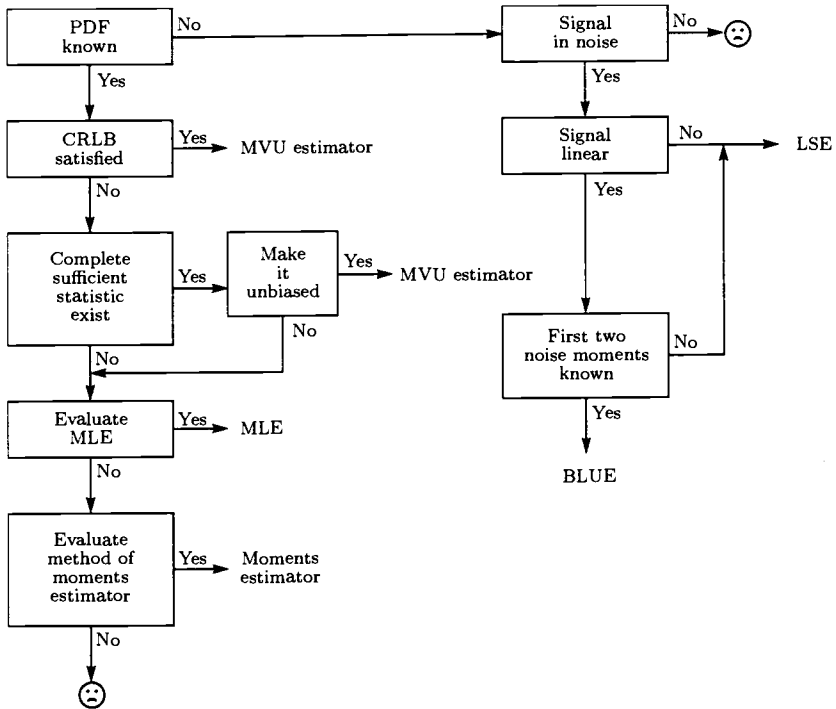 PDF
known
No
Signal
in noise
No
Yes
Yes
CRLB
satisfied
Yes
MVU estimator
Signal
linear
No
LSE
No
Yes
Complete
sufficient
statistic
exist
Yes
Make
it
unbiased
Yes
MVU estimator
No
No
First two
noise moments
known
No
Yes
BLUE
Evaluate
MLE
Yes
MLE
No
Evaluate
method of
moments
estimator
Yes
Moments
estimator
No